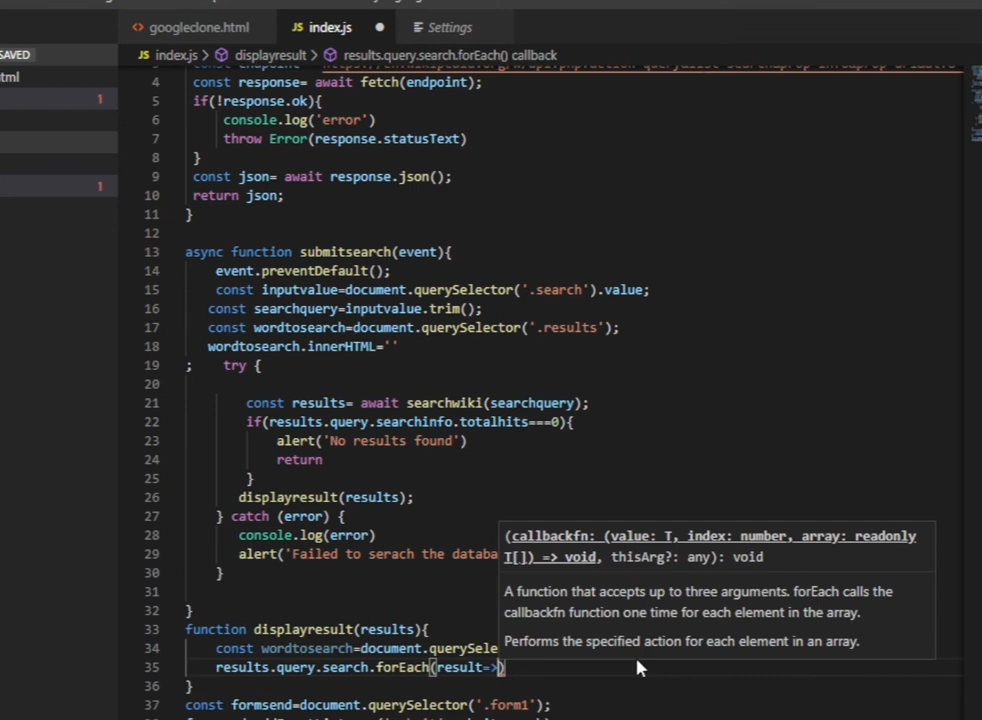 googleclone.html
JS index.js
Settings
SAVED
JS index.js > displayresult > results.query.search.forEach() callback
tml
1
1
4 const response= await fetch(endpoint);
5 if(!response.ok){
6 console.log('error')
7 throw Error(response.statusText)
8 }
9 const json= await response.json();
10 return json;
11 }
12
13 async function submitsearch(event){
14 event.preventDefault();
15 const inputvalue=document.querySelector('.search').value;
16 const searchquery=inputvalue.trim();
17 const wordtosearch=document.querySelector('.results');
18 wordtosearch.innerHTML=''
19 ; try {
20
21 const results= await searchwiki(searchquery);
22 if(results.query.searchinfo.totalhits===0){
23 alert('No results found')
24 return
25 }
26 displayresult(results);
27 } catch (error) {
28 console.log(error)
29 alert('Failed to serach the databa
30 }
31
32 }
33 function displayresult(results){
34 const wordtosearch=document.querySele
35 results.query.search.forEach(result=>)
36 }
37 const formsend=document.querySelector('.form1');
(callbackfn: (value: T, index: number, array: readonly
T[]) => void, thisArg?: any): void
A function that accepts up to three arguments. forEach calls the
callbackfn function one time for each element in the array.
Performs the specified action for each element in an array.